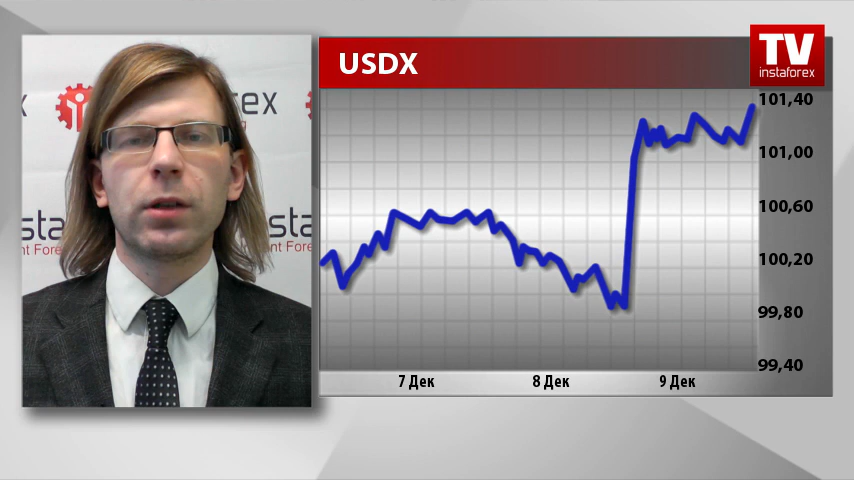 USDX
TV
instaforex
101,40
101,00
100,60
100,20
99,80
99,40
7 Дек
8 Дек
9 Дек